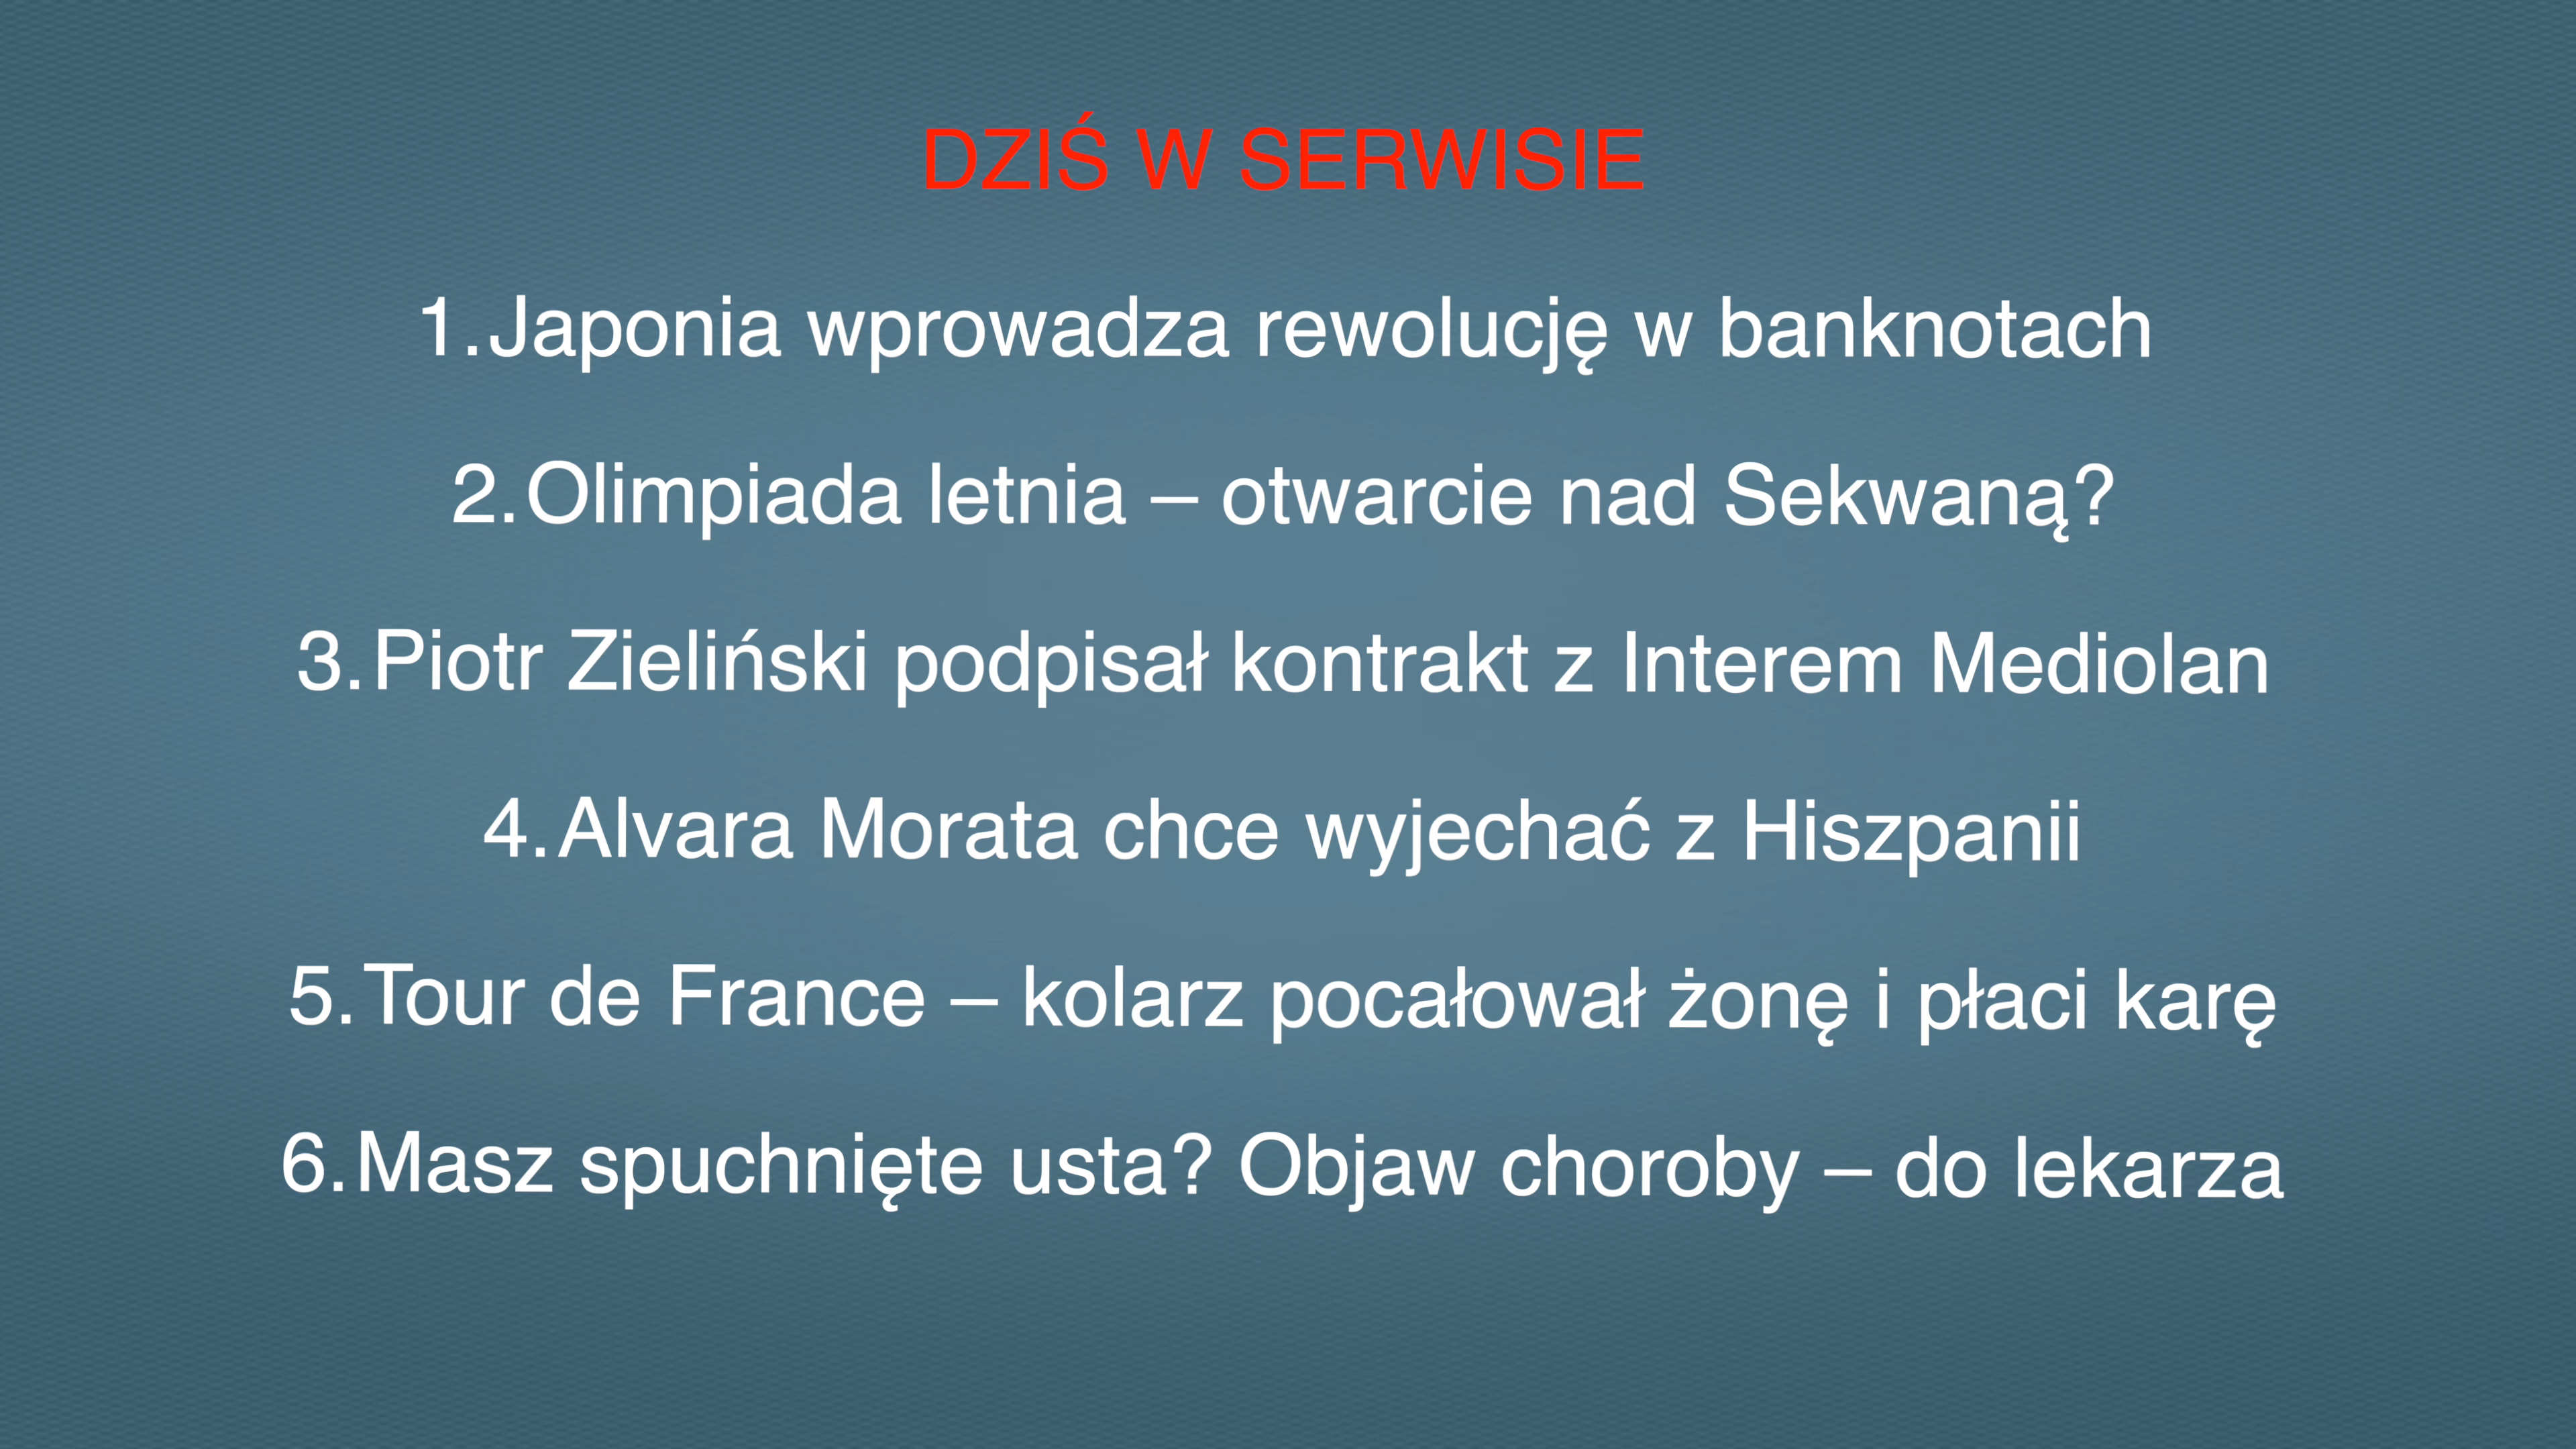 DZIŚ W SERWISIE
1.Japonia wprowadza rewolucję w banknotach
2.Olimpiada letnia – otwarcie nad Sekwaną?
3.Piotr Zieliński podpisał kontrakt z Interem Mediolan
4.Alvara Morata chce wyjechać z Hiszpanii
5.Tour de France – kolarz pocałował żonę i płaci karę
6.Masz spuchnięte usta? Objaw choroby – do lekarza